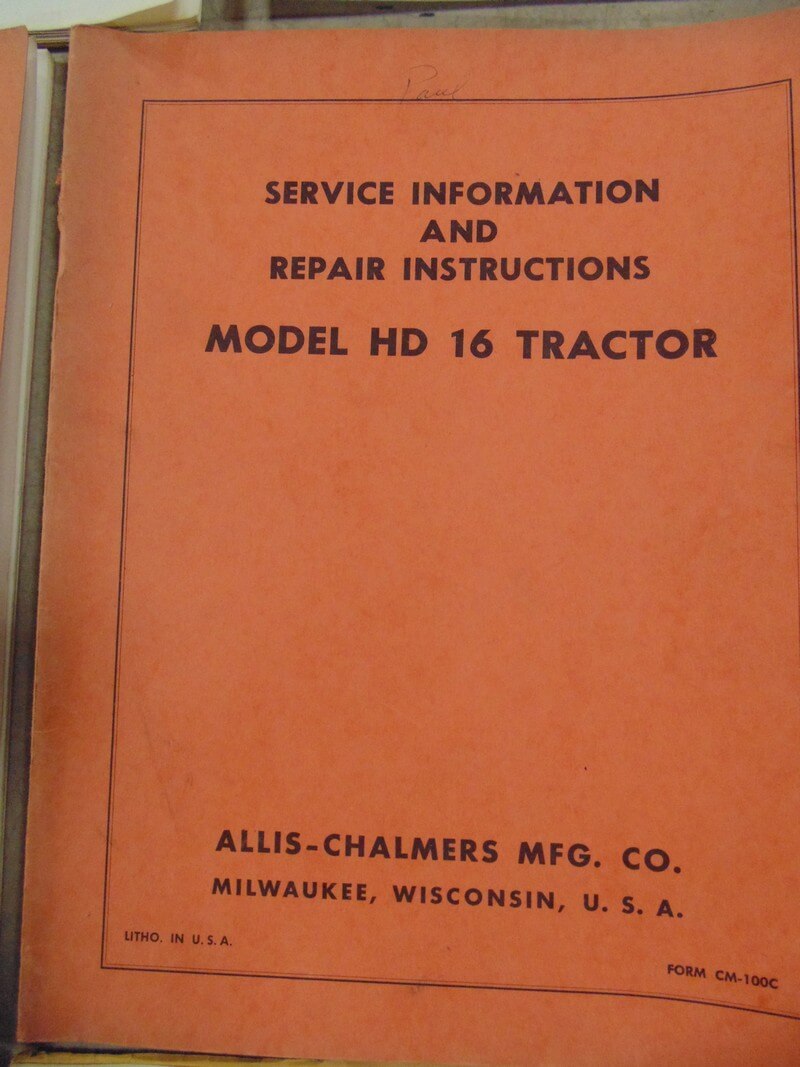 Paul
SERVICE INFORMATION
AND
REPAIR INSTRUCTIONS
MODEL HD 16 TRACTOR
ALLIS-CHALMERS MFG. CO.
MILWAUKEE, WISCONSIN, U. S. A.
LITHO. IN U. S. A.
FORM CM-100C